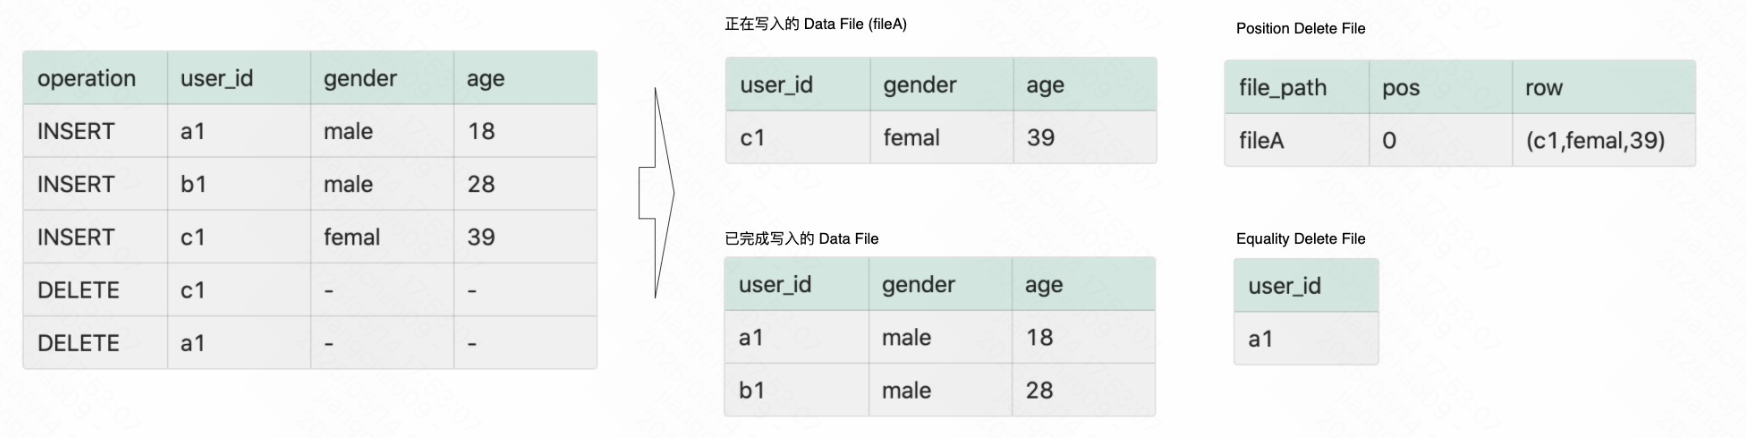 operation user_id gender age
INSERT a1 male 18
INSERT b1 male 28
INSERT c1 femal 39
DELETE c1 - -
DELETE a1 - -
正在写入的 Data File (fileA)
user_id gender age
c1 femal 39
Position Delete File
file_path pos row
fileA 0 (c1,femal,39)
已完成写入的 Data File
user_id gender age
a1 male 18
b1 male 28
Equality Delete File
user_id
a1